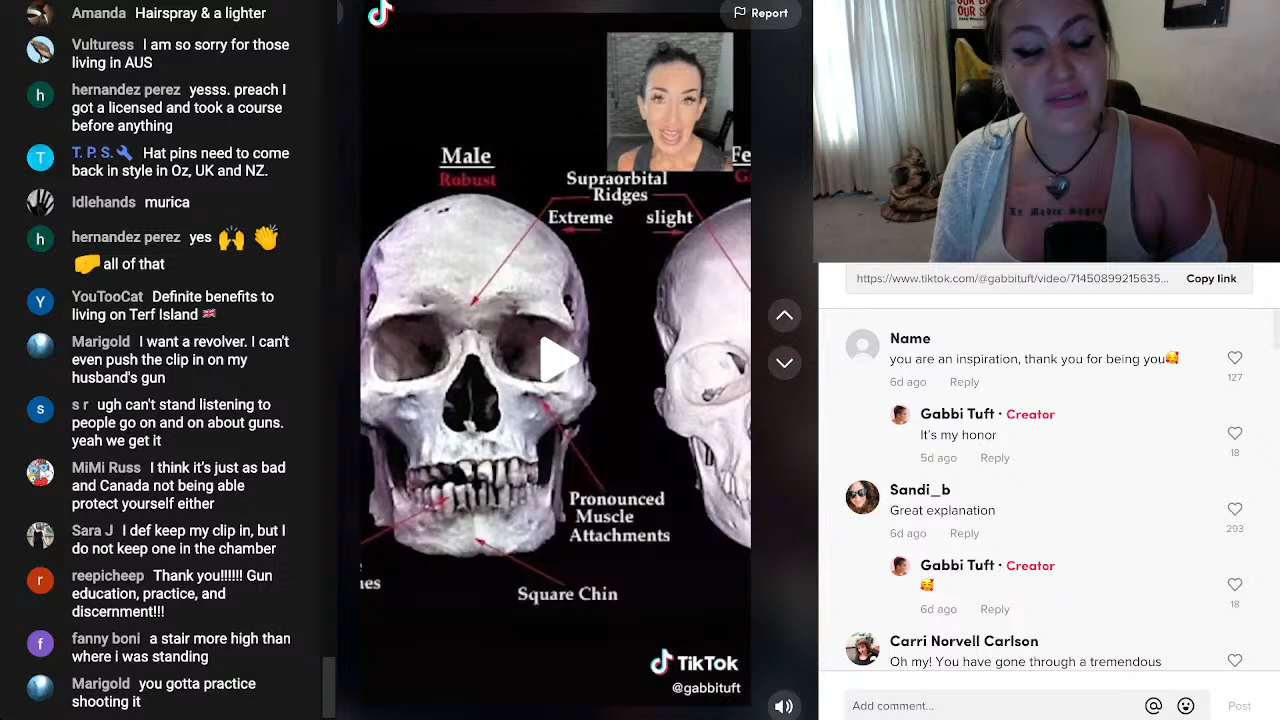 Amanda Hairspray & a lighter
Vulturess I am so sorry for those
living in AUS
h
hernandez perez yesss. preach I
got a licensed and took a course
before anything
T
T. P. S. Hat pins need to come
back in style in Oz, UK and NZ.
Idlehands murica
h
hernandez perez yes
all of that
Y
YouTooCat Definite benefits to
living on Terf Island
Marigold I want a revolver. I can't
even push the clip in on my
husband's gun
s
s r ugh can't stand listening to
people go on and on about guns.
yeah we get it
MiMi Russ I think it's just as bad
and Canada not being able
protect yourself either
Sara J I def keep my clip in, but I
do not keep one in the chamber
r
reepicheep Thank you!!!!!! Gun
education, practice, and
discernment!!!
f
fanny boni a stair more high than
where i was standing
Marigold you gotta practice
shooting it
Report
Male
Robust
Fe
G
Supraorbital
Ridges
Extreme slight
Pronounced
Muscle
Attachments
nes
Square Chin
TikTok
@gabbituft
https://www.tiktok.com/@gabbituft/video/71450899215635... Copy link
Name
you are an inspiration, thank you for being you🥰
127
6d ago Reply
Gabbi Tuft · Creator
It's my honor
18
5d ago Reply
Sandi_b
Great explanation
293
6d ago Reply
Gabbi Tuft · Creator
🥰
18
6d ago Reply
Carri Norvell Carlson
Oh my! You have gone through a tremendous
Add comment...
@
Post